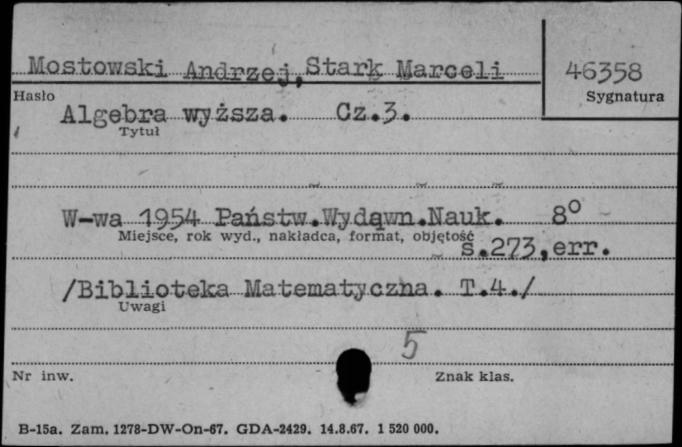 Mostowski Andrzej, Stark Marceli
46358
Hasło
Sygnatura
Algebra wyższa. Cz.3.
Tytuł
W-wa 1954 Państw.Wydawn.Nauk. 8°
Miejsce, rok wyd., nakładca, format, objętość
s.273,err.
/Biblioteka Matematyczna. T.4./
Uwagi
5
Nr inw.
Znak klas.
B-15a. Zam. 1278-DW-On-67. GDA-2429. 14.8.67. 1 520 000.